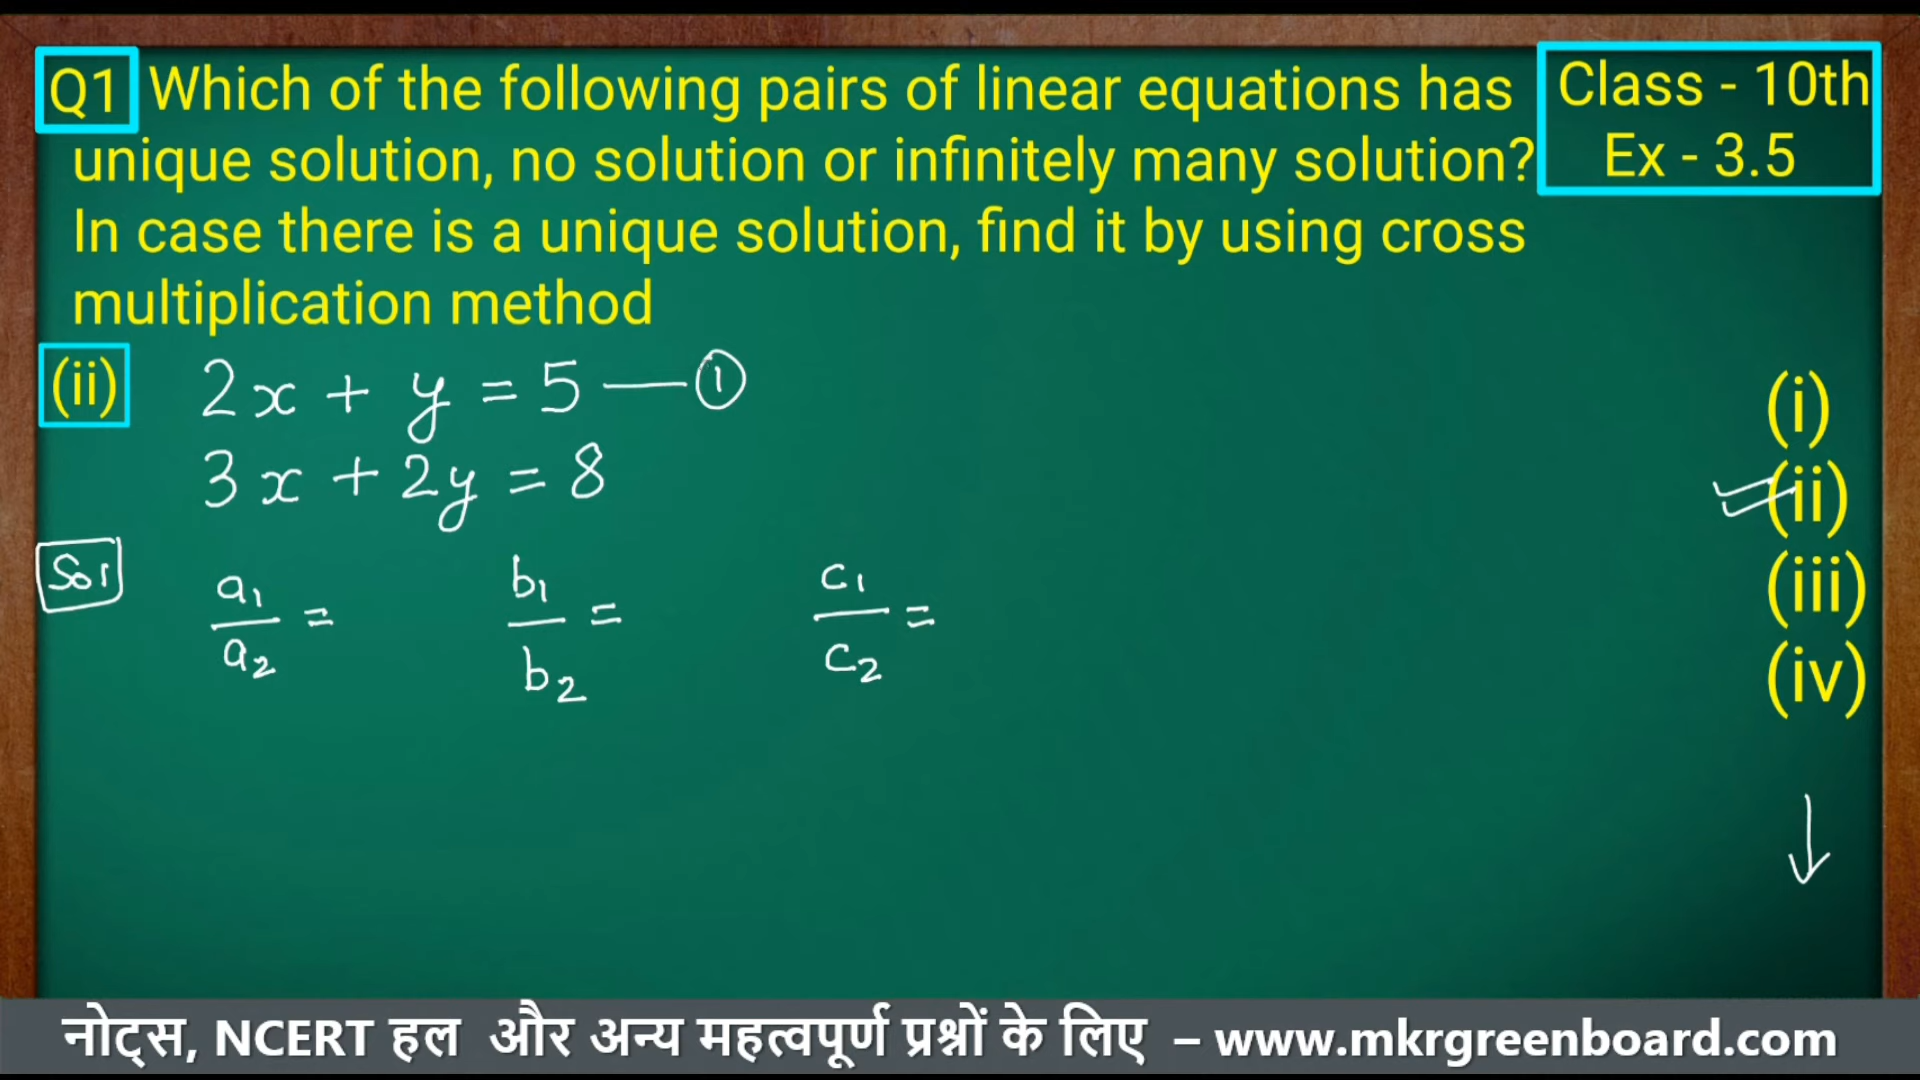 Q1 Which of the following pairs of linear equations has
unique solution, no solution or infinitely many solution?
In case there is a unique solution, find it by using cross
multiplication method
Class - 10th
Ex - 3.5
(ii) 2x + y = 5 — ①
3x + 2y = 8
Sol
a₁/a₂ = b₁/b₂ = c₁/c₂ =
(i)
(ii)
(iii)
(iv)
नोट्स, NCERT हल और अन्य महत्वपूर्ण प्रश्नों के लिए – www.mkrgreenboard.com